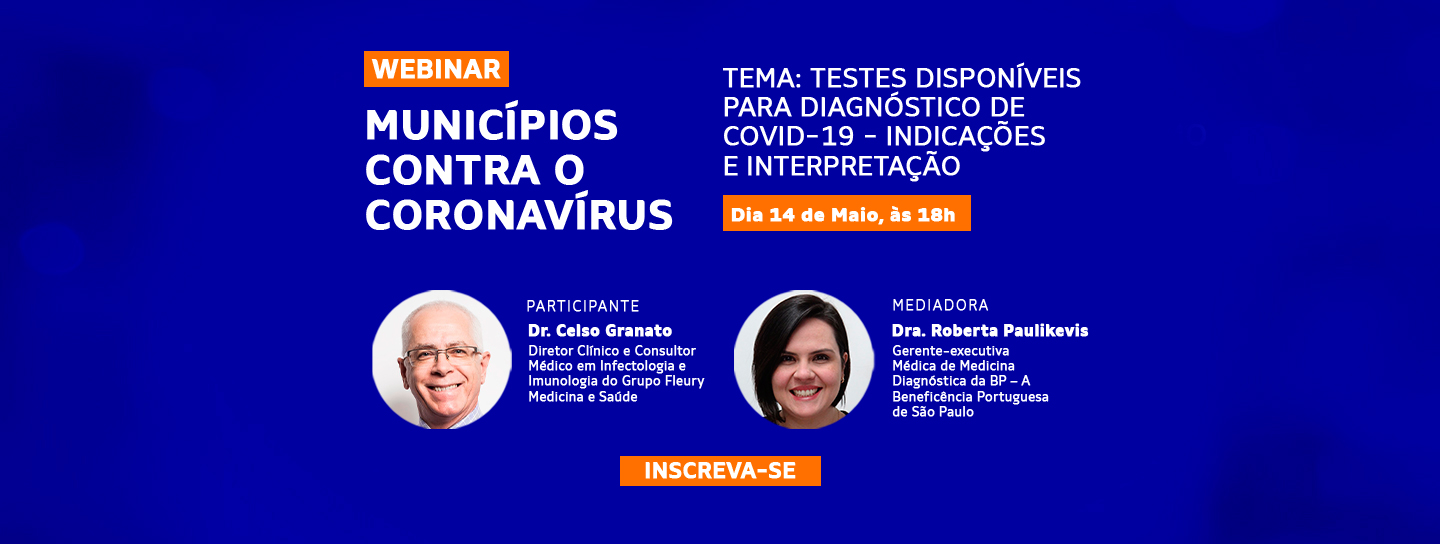 WEBINAR
MUNICÍPIOS
CONTRA O
CORONAVÍRUS
TEMA: TESTES DISPONÍVEIS
PARA DIAGNÓSTICO DE
COVID-19 - INDICAÇÕES
E INTERPRETAÇÃO
Dia 14 de Maio, às 18h
PARTICIPANTE
Dr. Celso Granato
Diretor Clínico e Consultor
Médico em Infectologia e
Imunologia do Grupo Fleury
Medicina e Saúde
MEDIADORA
Dra. Roberta Paulikevis
Gerente-executiva
Médica de Medicina
Diagnóstica da BP – A
Beneficência Portuguesa
de São Paulo
INSCREVA-SE